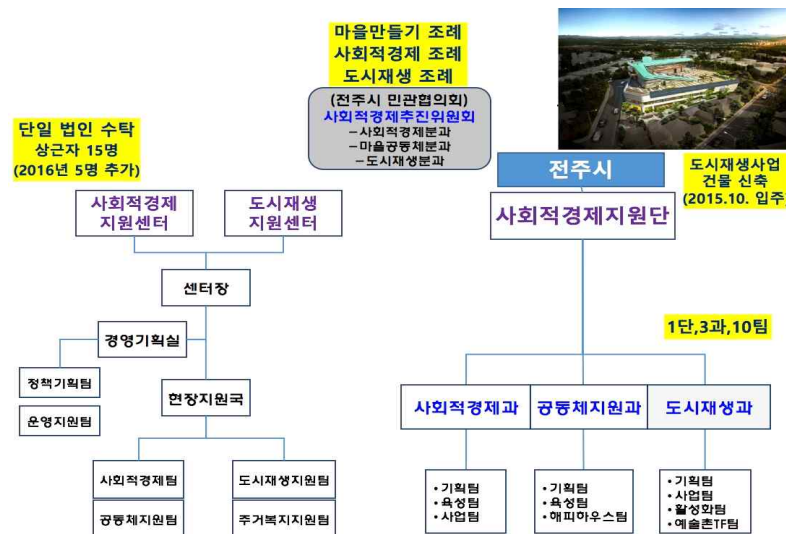 마을만들기 조례
사회적경제 조례
도시재생 조례
(전주시 민관협의회)
사회적경제추진위원회
–사회적경제분과
–마을공동체분과
–도시재생분과
단일 법인 수탁
상근자 15명
(2016년 5명 추가)
사회적경제
지원센터
도시재생
지원센터
센터장
경영기획실
정책기획팀
운영지원팀
현장지원국
사회적경제팀
도시재생지원팀
공동체지원팀
주거복지지원팀
전주시
도시재생사업
건물 신축
(2015.10. 입주)
사회적경제지원단
1단,3과,10팀
사회적경제과
공동체지원과
도시재생과
• 기획팀
• 육성팀
• 사업팀
• 기획팀
• 육성팀
• 해피하우스팀
• 기획팀
• 사업팀
• 활성화팀
• 예술촌TF팀